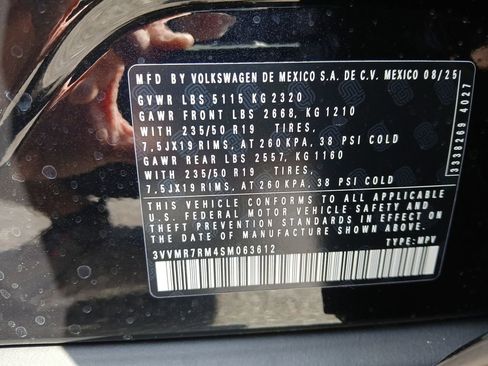 MFD BY VOLKSWAGEN DE MEXICO S.A. DE C.V. MEXICO 08/25
GVWR LBS 5115 KG 2320
GAWR FRONT LBS 2668, KG 1210
WITH 235/50 R19 TIRES,
7,5JX19 RIMS, AT 260 KPA, 38 PSI COLD
GAWR REAR LBS 2557, KG 1160
WITH 235/50 R19 TIRES,
7,5JX19 RIMS, AT 260 KPA, 38 PSI COLD
THIS VEHICLE CONFORMS TO ALL APPLICABLE
U.S. FEDERAL MOTOR VEHICLE SAFETY AND
THEFT PREVENTION STANDARDS IN EFFECT ON
THE DATE OF MANUFACTURE SHOWN ABOVE
3VVMR7RM4SM063612 TYPE: MPV
3338269 4027